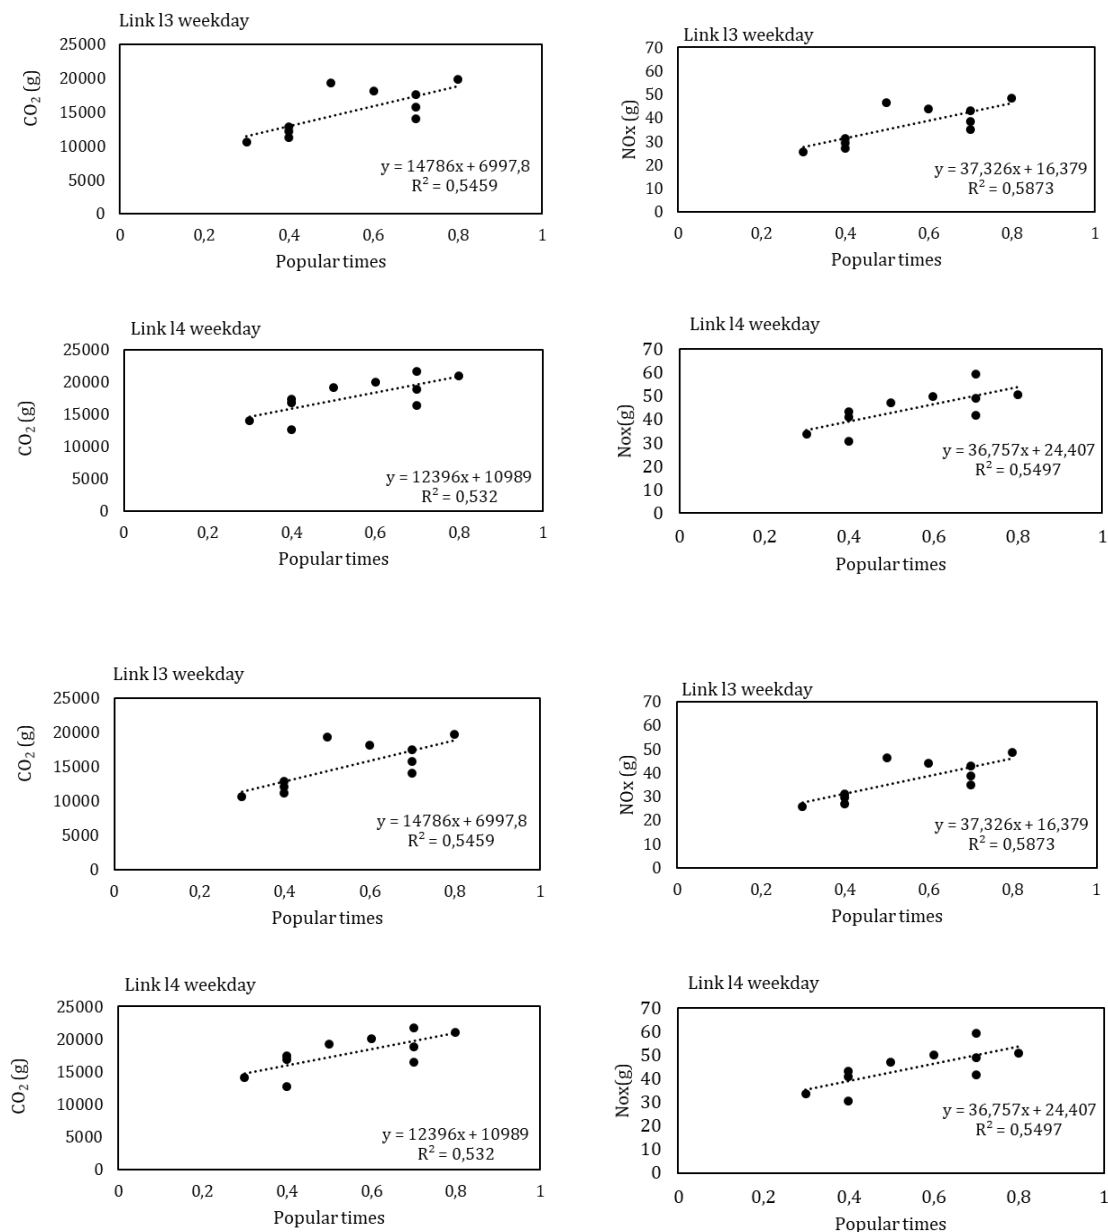 Link l3 weekday
25000
20000
15000
10000
5000
0
CO₂ (g)
y = 14786x + 6997,8
R² = 0,5459
0 0,2 0,4 0,6 0,8 1
Popular times
Link l3 weekday
70
60
50
40
30
20
10
0
NOx (g)
y = 37,326x + 16,379
R² = 0,5873
0 0,2 0,4 0,6 0,8 1
Popular times
Link l4 weekday
25000
20000
15000
10000
5000
0
CO₂ (g)
y = 12396x + 10989
R² = 0,532
0 0,2 0,4 0,6 0,8 1
Popular times
Link l4 weekday
70
60
50
40
30
20
10
0
Nox(g)
y = 36,757x + 24,407
R² = 0,5497
0 0,2 0,4 0,6 0,8 1
Popular times
Link l3 weekday
25000
20000
15000
10000
5000
0
CO₂ (g)
y = 14786x + 6997,8
R² = 0,5459
0 0,2 0,4 0,6 0,8 1
Popular times
Link l3 weekday
70
60
50
40
30
20
10
0
NOx (g)
y = 37,326x + 16,379
R² = 0,5873
0 0,2 0,4 0,6 0,8 1
Popular times
Link l4 weekday
25000
20000
15000
10000
5000
0
CO₂ (g)
y = 12396x + 10989
R² = 0,532
0 0,2 0,4 0,6 0,8 1
Popular times
Link l4 weekday
70
60
50
40
30
20
10
0
Nox(g)
y = 36,757x + 24,407
R² = 0,5497
0 0,2 0,4 0,6 0,8 1
Popular times